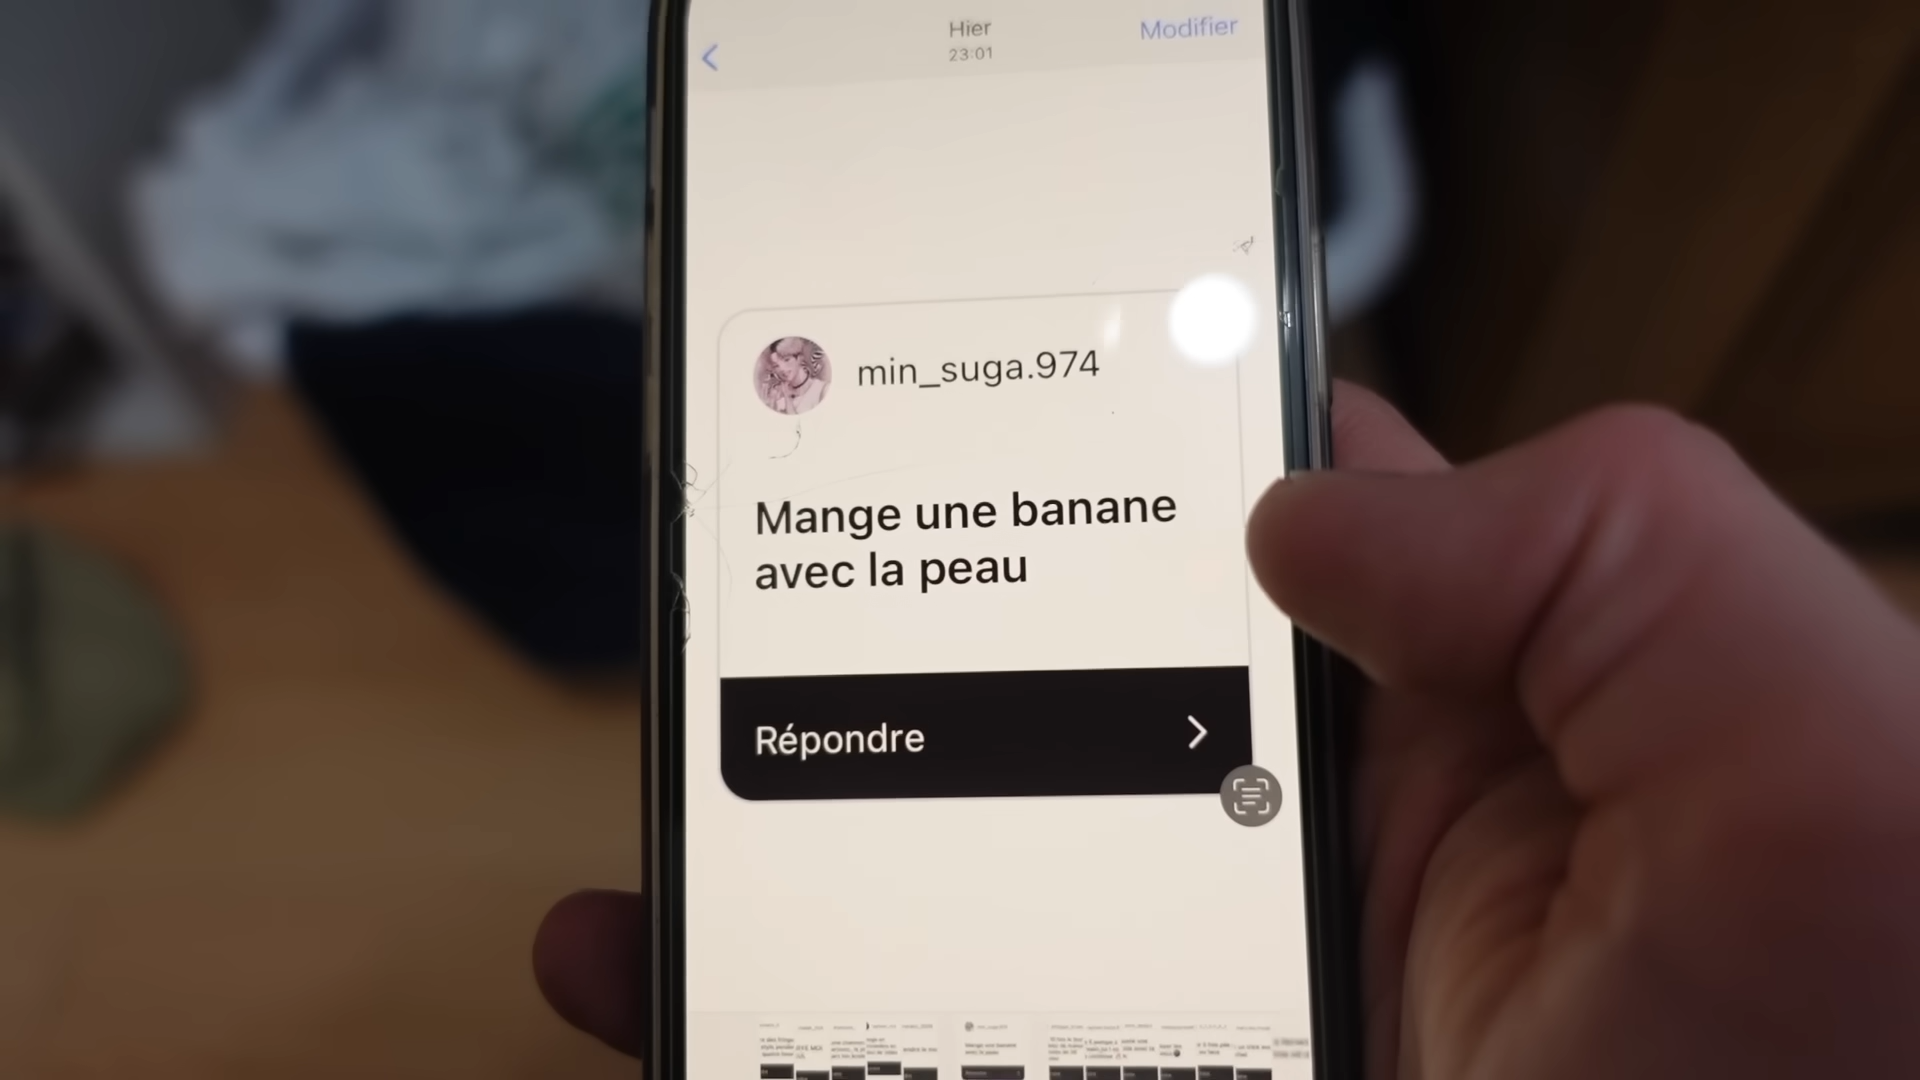 Hier
23:01
Modifier
min_suga.974
Mange une banane
avec la peau
Répondre